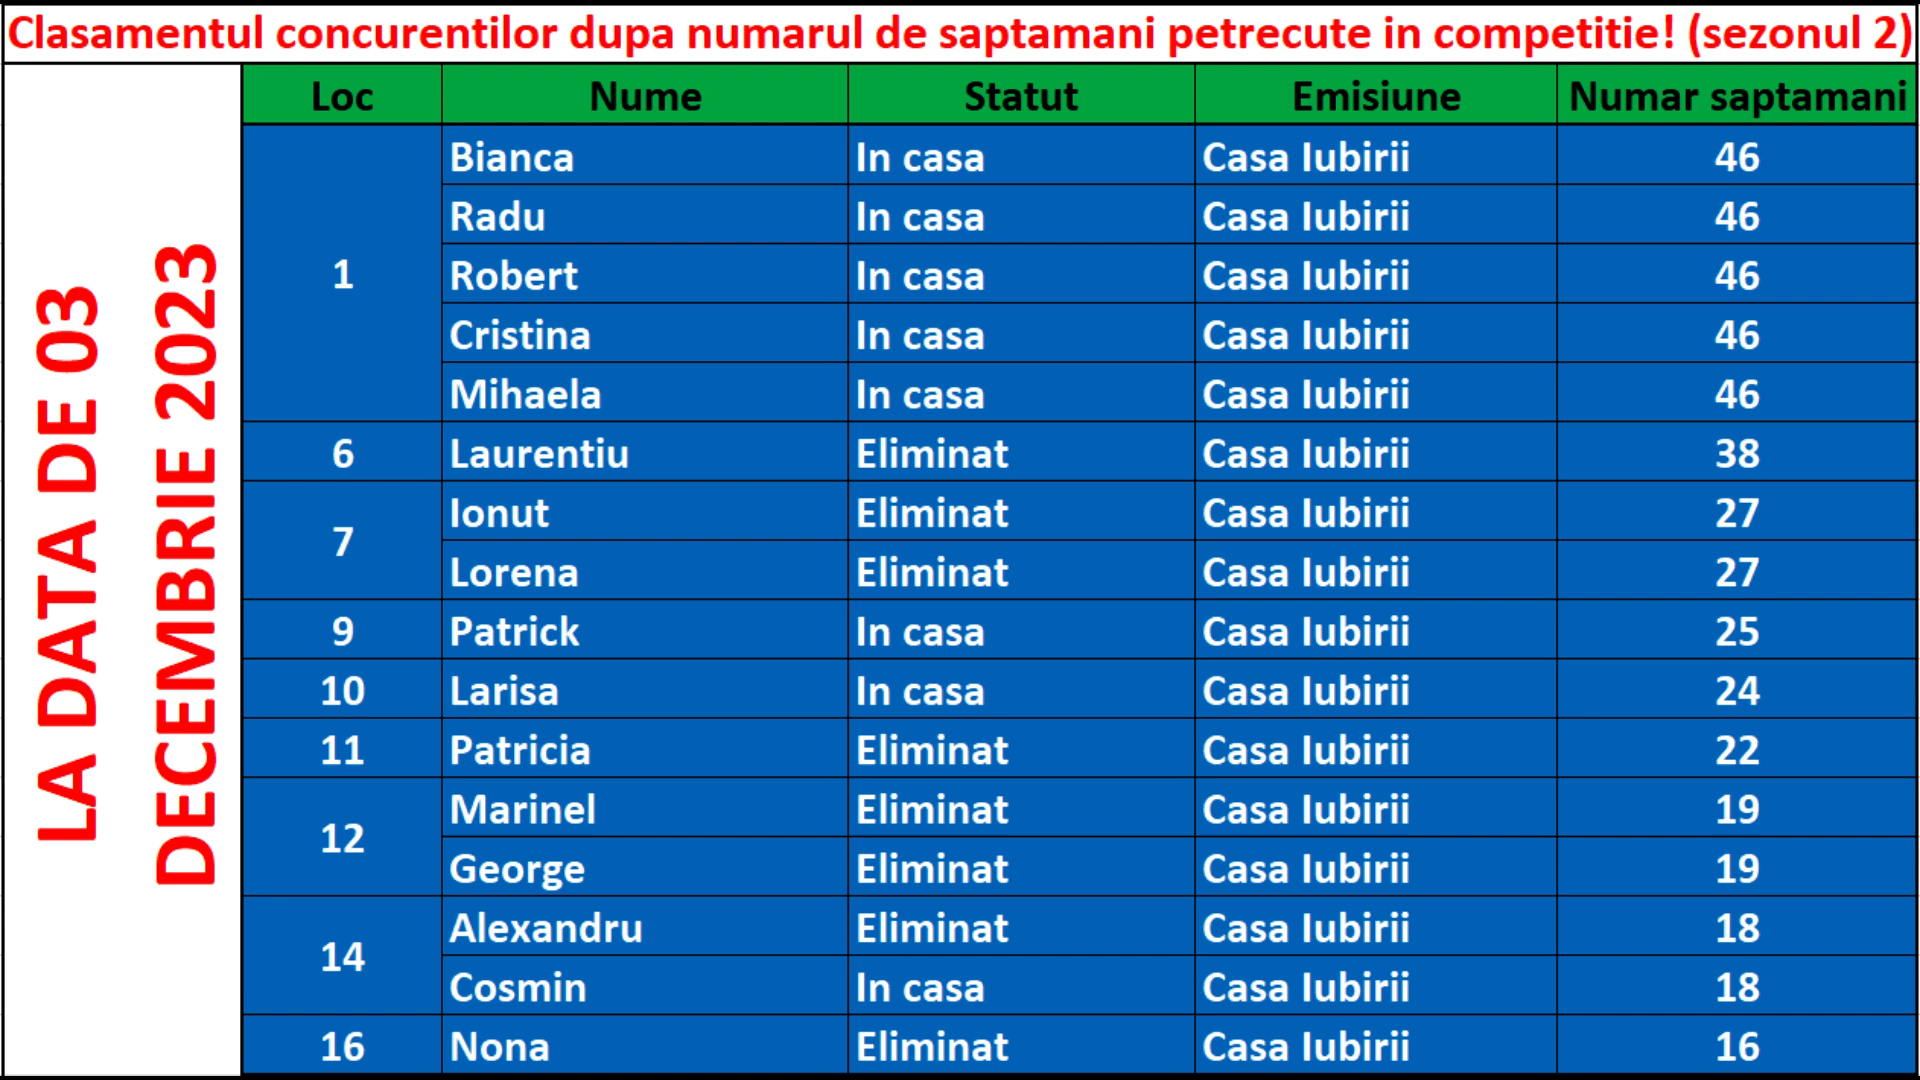 Clasamentul concurentilor dupa numarul de saptamani petrecute in competitie! (sezonul 2)
LA DATA DE 03
DECEMBRIE 2023
Loc Nume Statut Emisiune Numar saptamani
1 Bianca In casa Casa Iubirii 46
Radu In casa Casa Iubirii 46
Robert In casa Casa Iubirii 46
Cristina In casa Casa Iubirii 46
Mihaela In casa Casa Iubirii 46
6 Laurentiu Eliminat Casa Iubirii 38
7 Ionut Eliminat Casa Iubirii 27
Lorena Eliminat Casa Iubirii 27
9 Patrick In casa Casa Iubirii 25
10 Larisa In casa Casa Iubirii 24
11 Patricia Eliminat Casa Iubirii 22
12 Marinel Eliminat Casa Iubirii 19
George Eliminat Casa Iubirii 19
14 Alexandru Eliminat Casa Iubirii 18
Cosmin In casa Casa Iubirii 18
16 Nona Eliminat Casa Iubirii 16